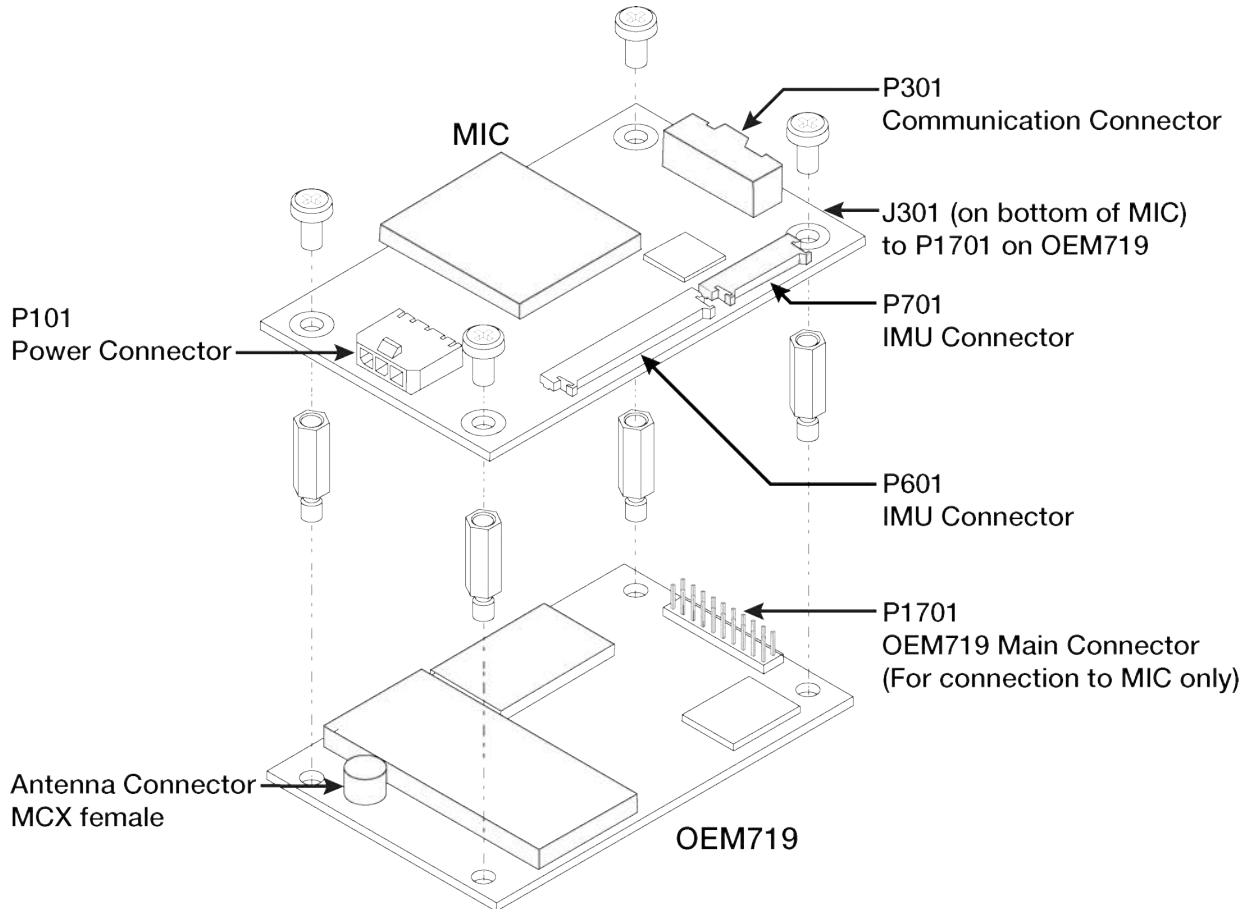 P301
Communication Connector
MIC
J301 (on bottom of MIC)
to P1701 on OEM719
P701
IMU Connector
P101
Power Connector
P601
IMU Connector
P1701
OEM719 Main Connector
(For connection to MIC only)
Antenna Connector
MCX female
OEM719